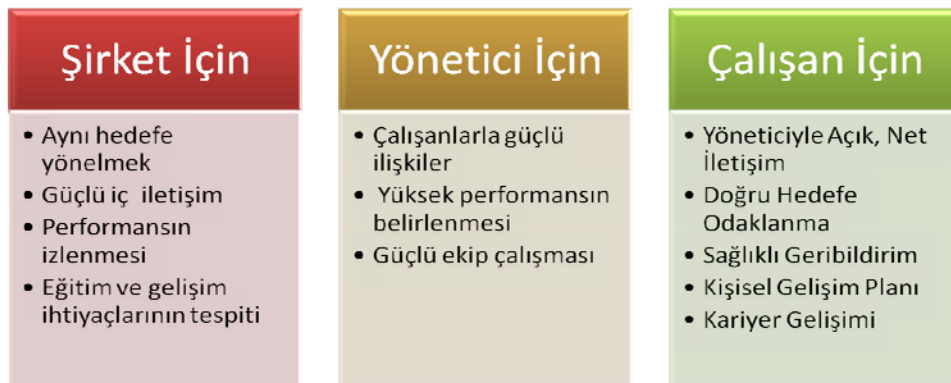 Şirket İçin
• Aynı hedefe
yönelmek
• Güçlü iç iletişim
• Performansın
izlenmesi
• Eğitim ve gelişim
ihtiyaçlarının tespiti
Yönetici İçin
• Çalışanlarla güçlü
ilişkiler
• Yüksek performansın
belirlenmesi
• Güçlü ekip çalışması
Çalışan İçin
• Yöneticiyle Açık, Net
İletişim
• Doğru Hedefe
Odaklanma
• Sağlıklı Geribildirim
• Kişisel Gelişim Planı
• Kariyer Gelişimi